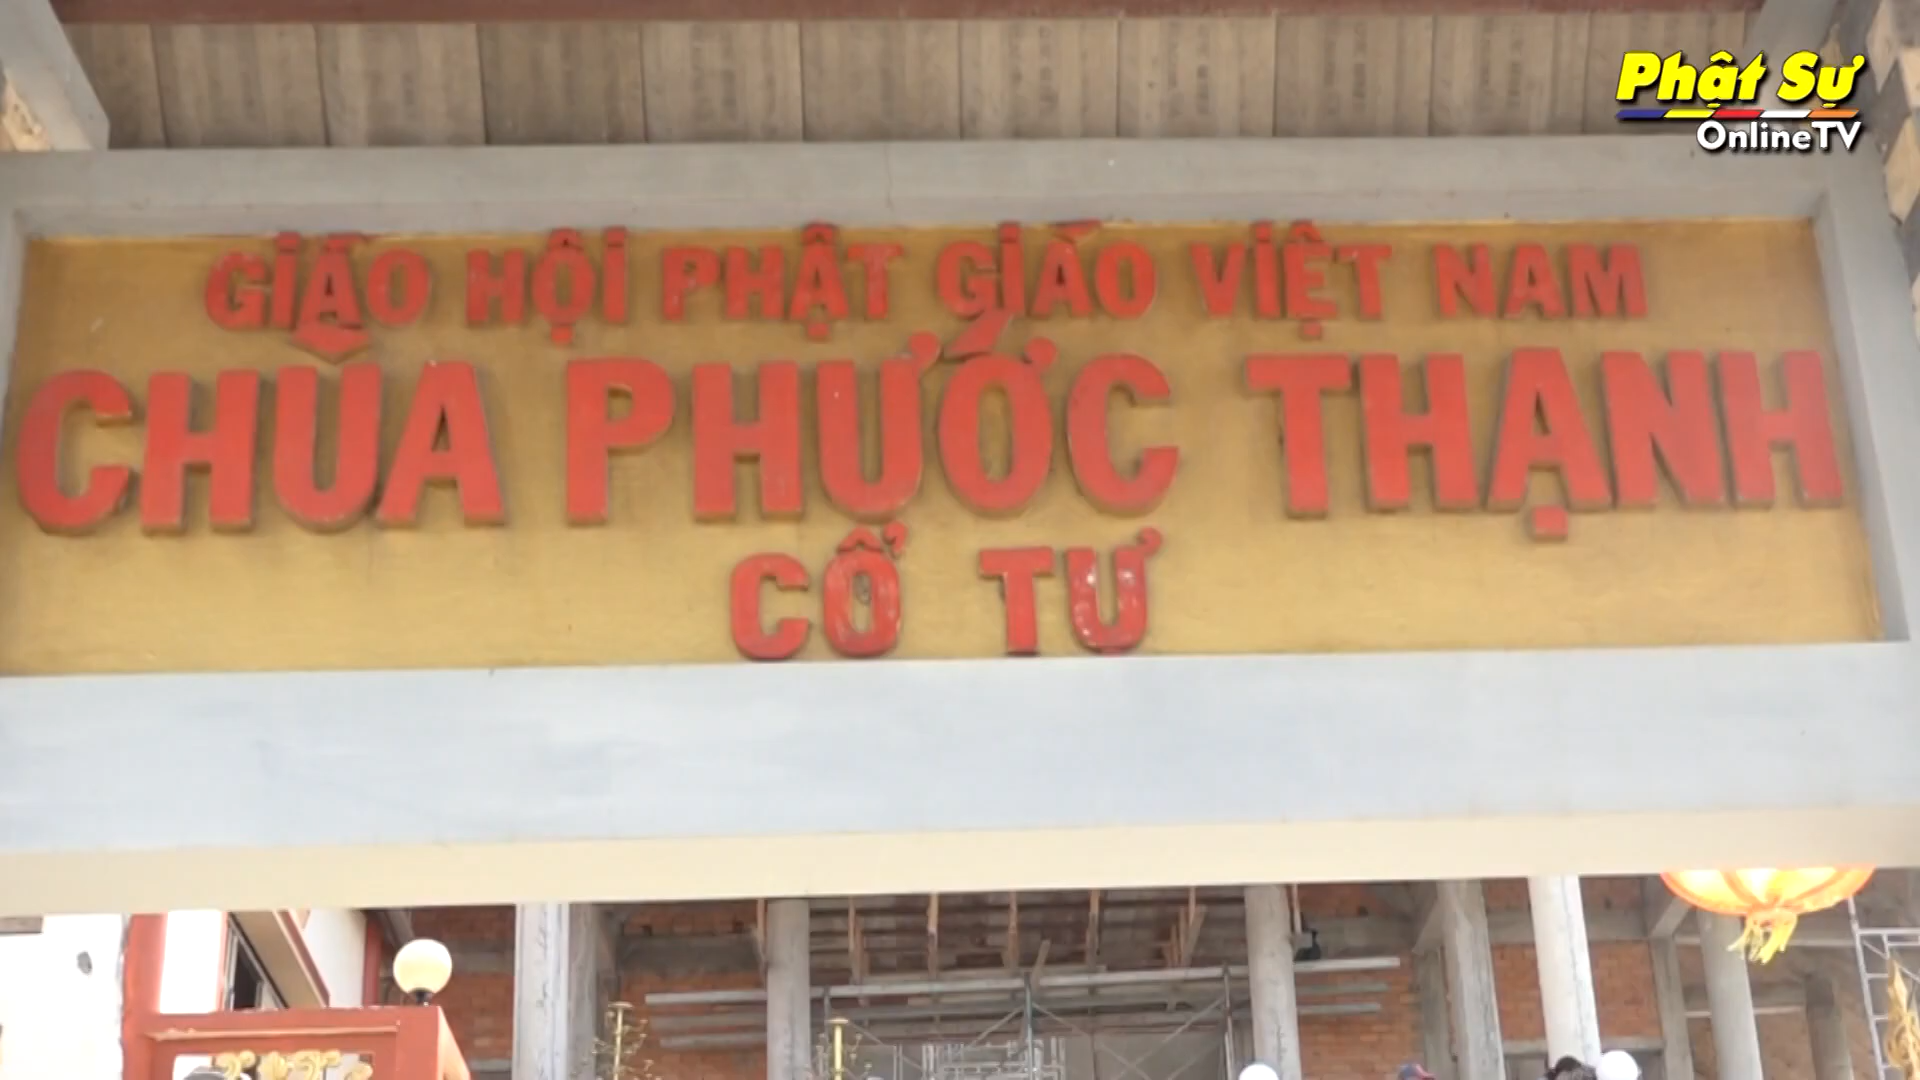 Phật Sự
OnlineTV
GIÁO HỘI PHẬT GIÁO VIỆT NAM
CHÙA PHƯỚC THẠNH
CỔ TỰ